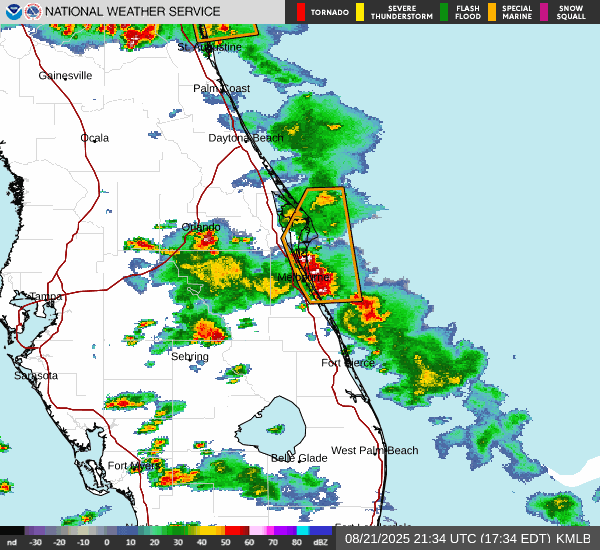 NATIONAL WEATHER SERVICE
TORNADO
SEVERE
THUNDERSTORM
FLASH
FLOOD
SPECIAL
MARINE
SNOW
SQUALL
St. Augustine
Gainesville
Palm Coast
Ocala
Daytona Beach
Orlando
Melbourne
Tampa
Sebring
Fort Pierce
Sarasota
West Palm Beach
Belle Glade
Fort Myers
nd -30 -20 -10 0 10 20 30 40 50 60 70 80 dBZ
08/21/2025 21:34 UTC (17:34 EDT) KMLB